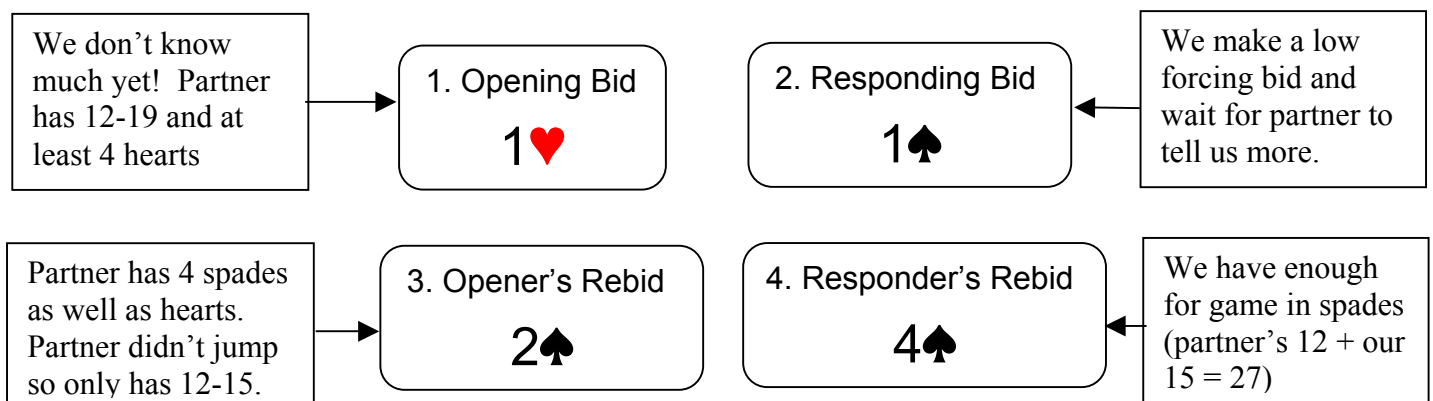 We don’t know
much yet!  Partner
has 12-19 and at
least 4 hearts
1. Opening Bid
1♥
2. Responding Bid
1♠
We make a low
forcing bid and
wait for partner to
tell us more.
Partner has 4 spades
as well as hearts.
Partner didn’t jump
so only has 12-15.
3. Opener’s Rebid
2♠
4. Responder’s Rebid
4♠
We have enough
for game in spades
(partner’s 12 + our
15 = 27)